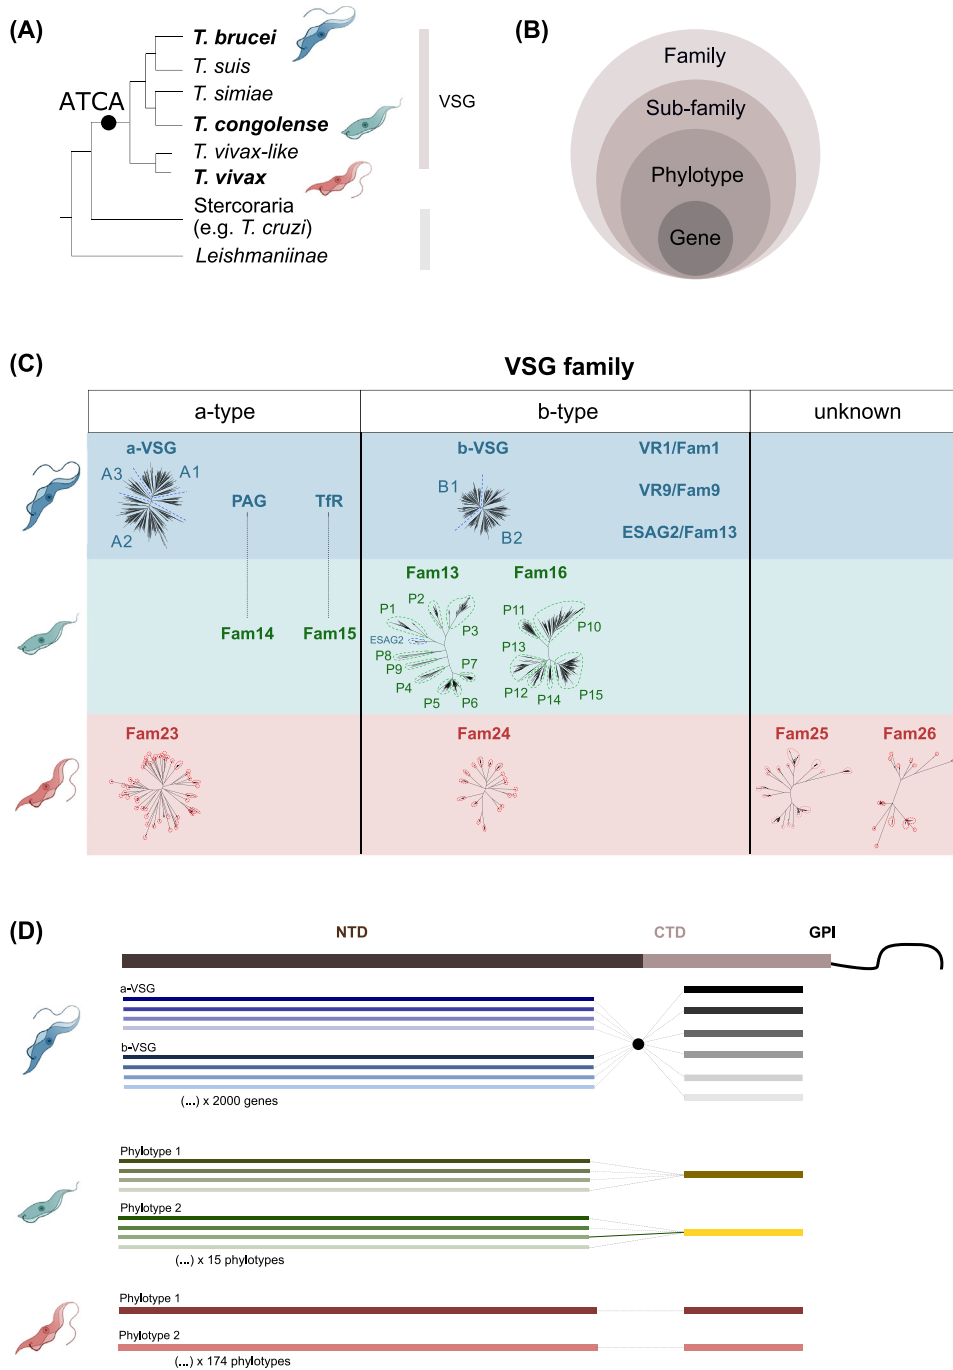 (A)
T. brucei
T. suis
ATCA
T. simiae
VSG
T. congolense
T. vivax-like
T. vivax
Stercoraria
(e.g. T. cruzi)
Leishmaniinae
(B)
Family
Sub-family
Phylotype
Gene
(C)
VSG family
a-type
b-type
unknown
a-VSG
A3
A1
A2
PAG
TfR
b-VSG
B1
B2
VR1/Fam1
VR9/Fam9
ESAG2/Fam13
Fam14
Fam15
Fam13
P1
P2
P3
ESAG2
P8
P9
P4
P5
P6
P7
Fam16
P11
P10
P13
P12
P14
P15
Fam23
Fam24
Fam25
Fam26
(D)
NTD
CTD
GPI
a-VSG
b-VSG
(...) x 2000 genes
Phylotype 1
Phylotype 2
(...) x 15 phylotypes
Phylotype 1
Phylotype 2
(...) x 174 phylotypes